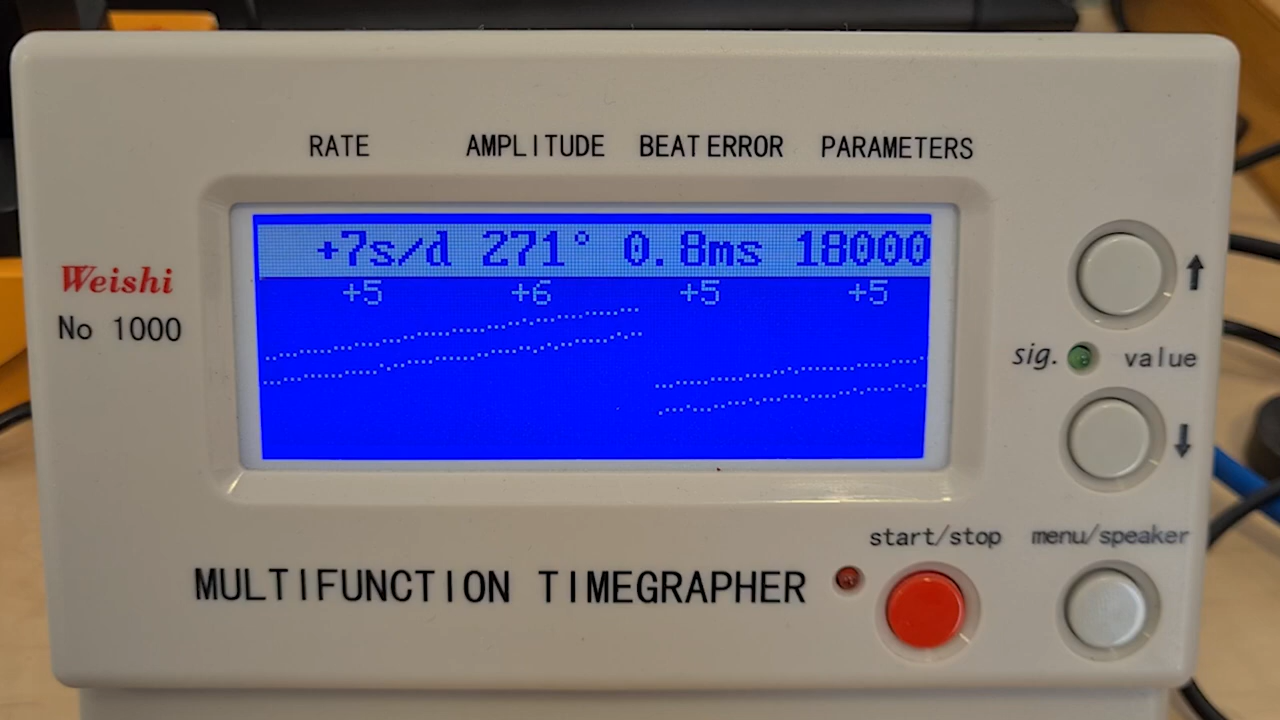 RATE AMPLITUDE BEAT ERROR PARAMETERS
+7s/d 271° 0.8ms 18000
+5 +6 +5 +5
Weishi
No 1000
sig. value
start/stop menu/speaker
MULTIFUNCTION TIMEGRAPHER